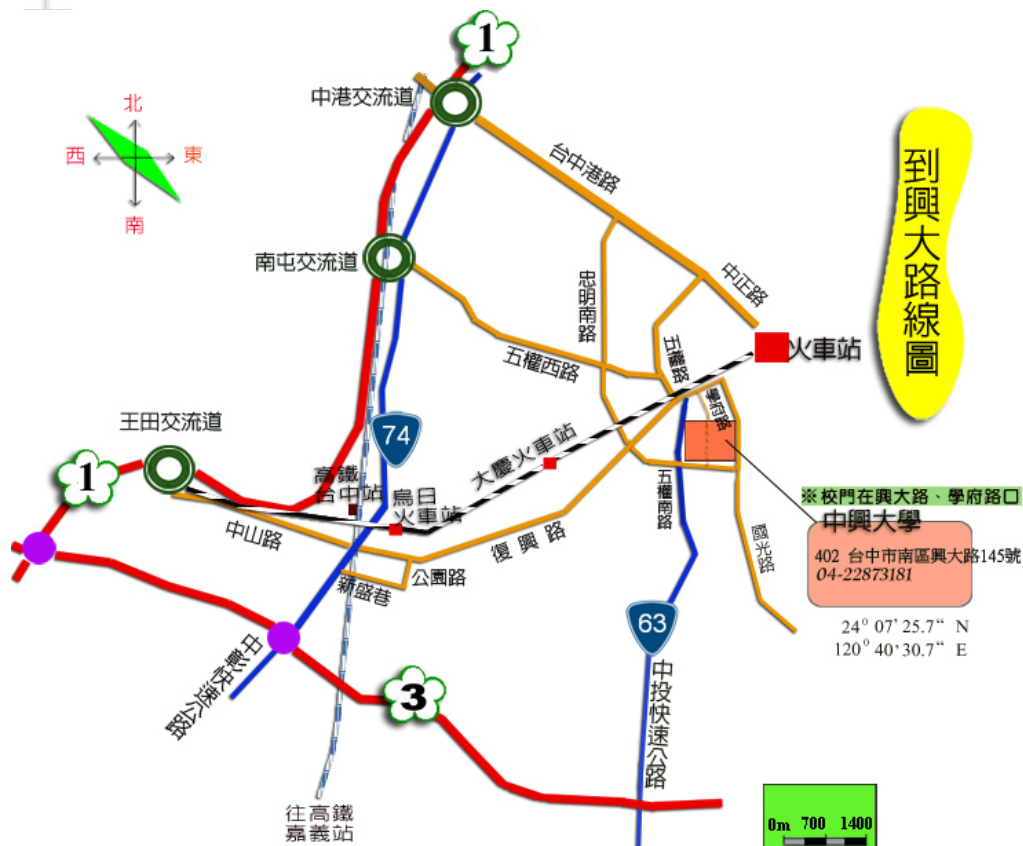 1
中港交流道
北
西
東
南
台中港路
到興大路線圖
南屯交流道
忠明南路
中正路
五權西路
五權路
火車站
學府路
王田交流道
74
大慶火車站
1
高鐵
台中站
烏日
火車站
五權南路
※校門在興大路、學府路口
中興大學
402 台中市南區興大路145號
04-22873181
中山路
復興路
國光路
新盛巷
公園路
24° 07' 25.7“ N
120° 40' 30.7“ E
63
中彰快速公路
3
中投快速公路
往高鐵
嘉義站
0m 700 1400